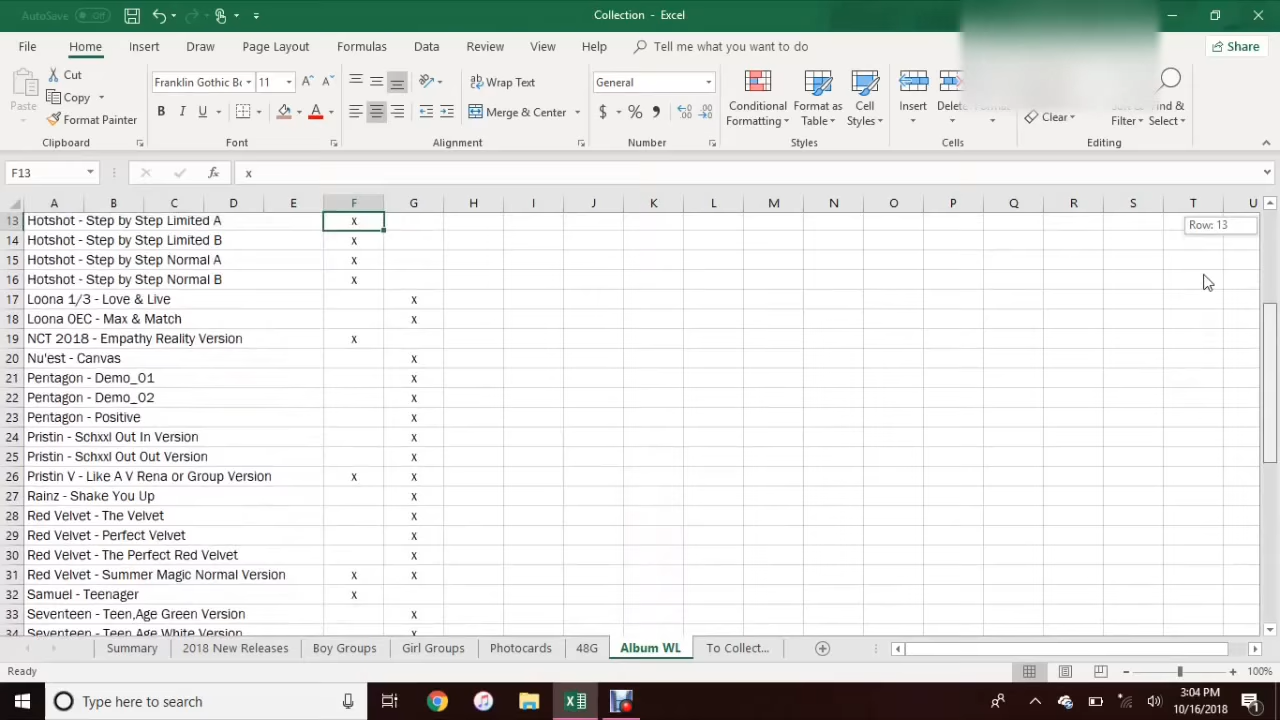 AutoSave Off
Collection - Excel
File Home Insert Draw Page Layout Formulas Data Review View Help Tell me what you want to do Share
Paste Cut Franklin Gothic B 11 Wrap Text General Conditional Formatting Format as Table Cell Styles Insert Delete
Copy
Format Painter B I U A Merge & Center $ % Clear Filter Find & Select
Clipboard Font Alignment Number Styles Cells Editing
F13 fx x
A B C D E F G H I J K L M N O P Q R S T U
13 Hotshot - Step by Step Limited A x
Row: 13
14 Hotshot - Step by Step Limited B x
15 Hotshot - Step by Step Normal A x
16 Hotshot - Step by Step Normal B x
17 Loona 1/3 - Love & Live x
18 Loona OEC - Max & Match x
19 NCT 2018 - Empathy Reality Version x
20 Nu'est - Canvas x
21 Pentagon - Demo_01 x
22 Pentagon - Demo_02 x
23 Pentagon - Positive x
24 Pristin - Schxxl Out In Version x
25 Pristin - Schxxl Out Out Version x
26 Pristin V - Like A V Rena or Group Version x x
27 Rainz - Shake You Up x
28 Red Velvet - The Velvet x
29 Red Velvet - Perfect Velvet x
30 Red Velvet - The Perfect Red Velvet x
31 Red Velvet - Summer Magic Normal Version x x
32 Samuel - Teenager x
33 Seventeen - Teen,Age Green Version x
34 Seventeen - Teen,Age White Version x
Summary 2018 New Releases Boy Groups Girl Groups Photocards 48G Album WL To Collect...
Ready 100%
Type here to search
3:04 PM
10/16/2018
1